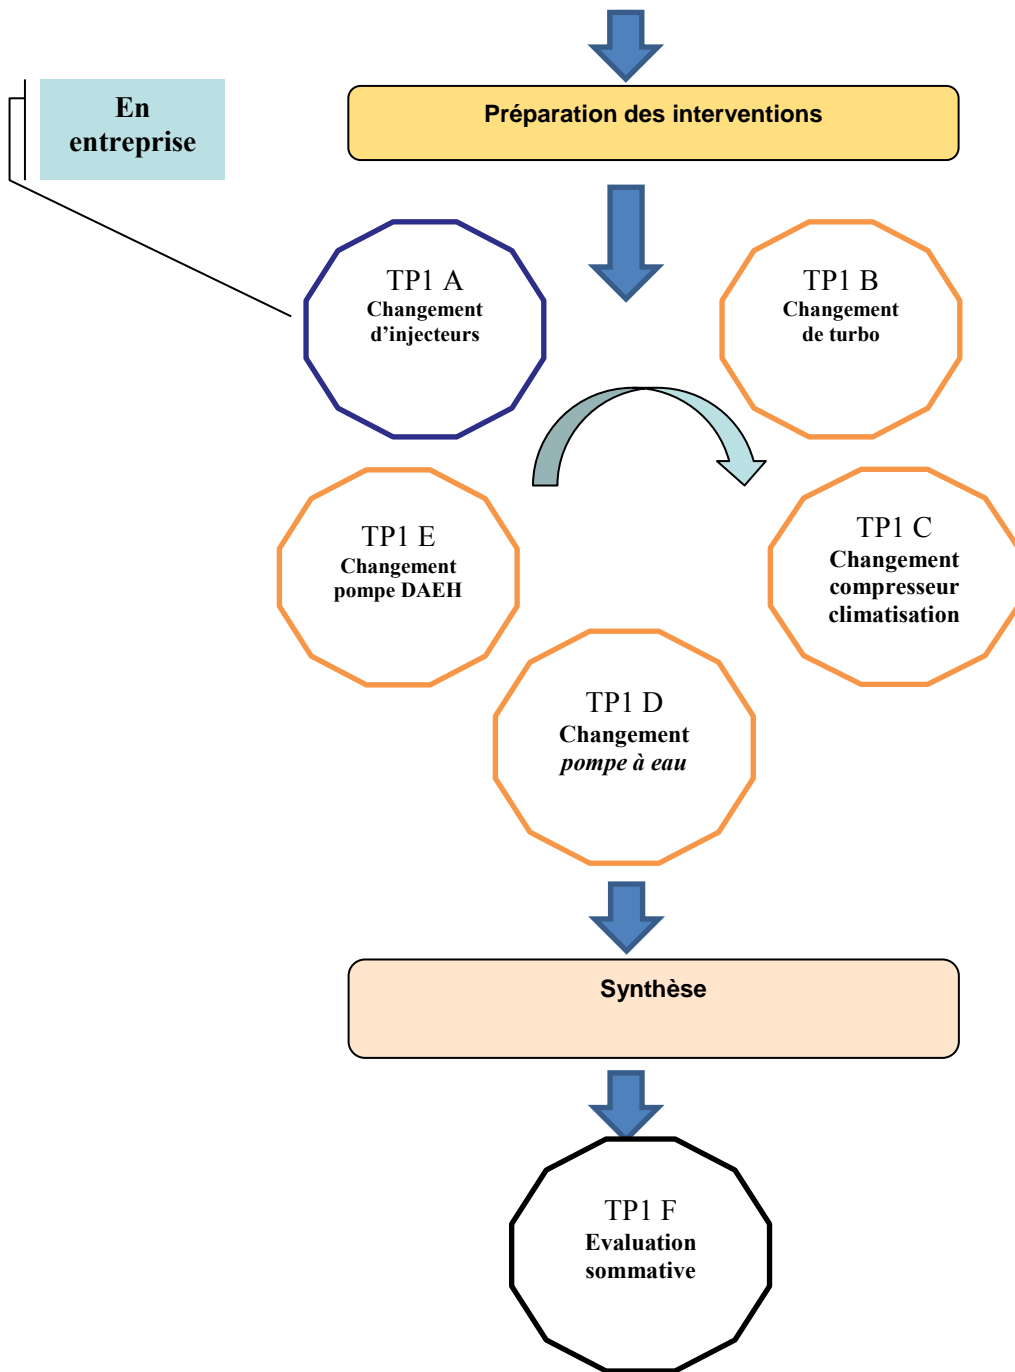 En
entreprise
Préparation des interventions
TP1 A
Changement
d’injecteurs
TP1 B
Changement
de turbo
TP1 E
Changement
pompe DAEH
TP1 C
Changement
compresseur
climatisation
TP1 D
Changement
pompe à eau
Synthèse
TP1 F
Evaluation
sommative